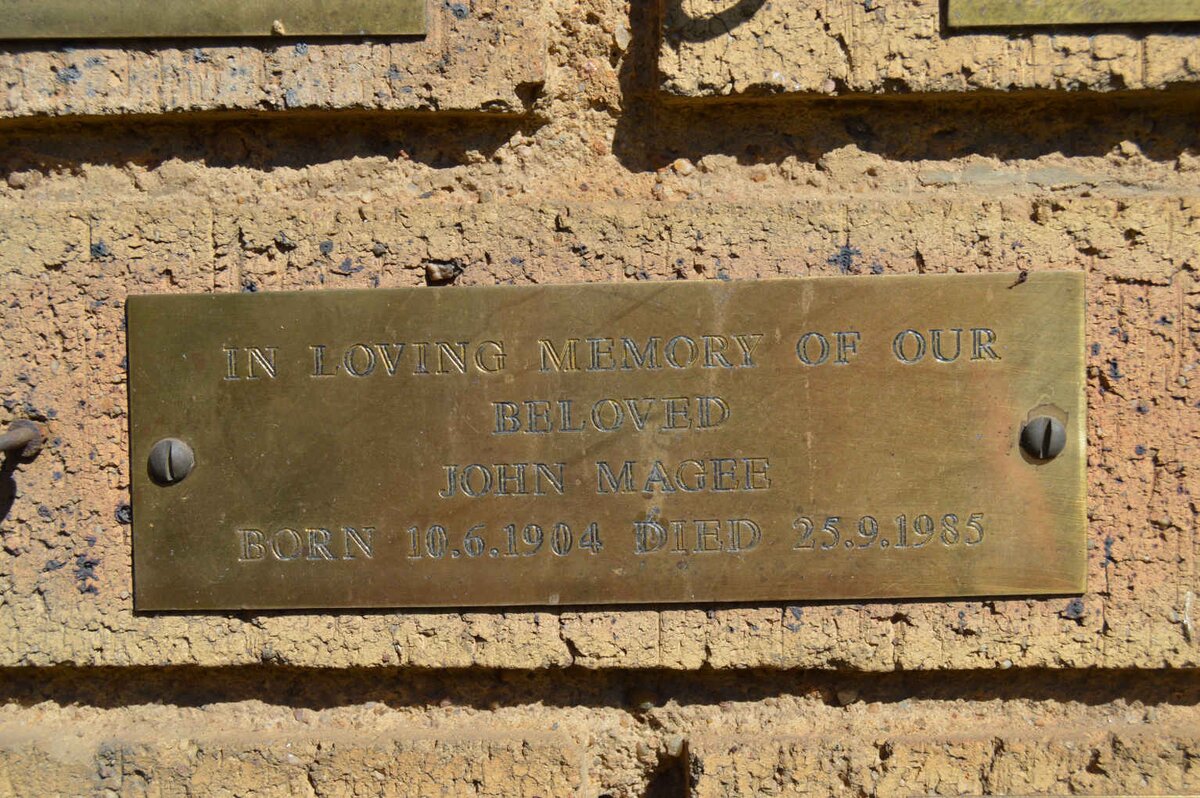 IN LOVING MEMORY OF OUR
BELOVED
JOHN MAGEE
BORN 10.6.1904 DIED 25.9.1985